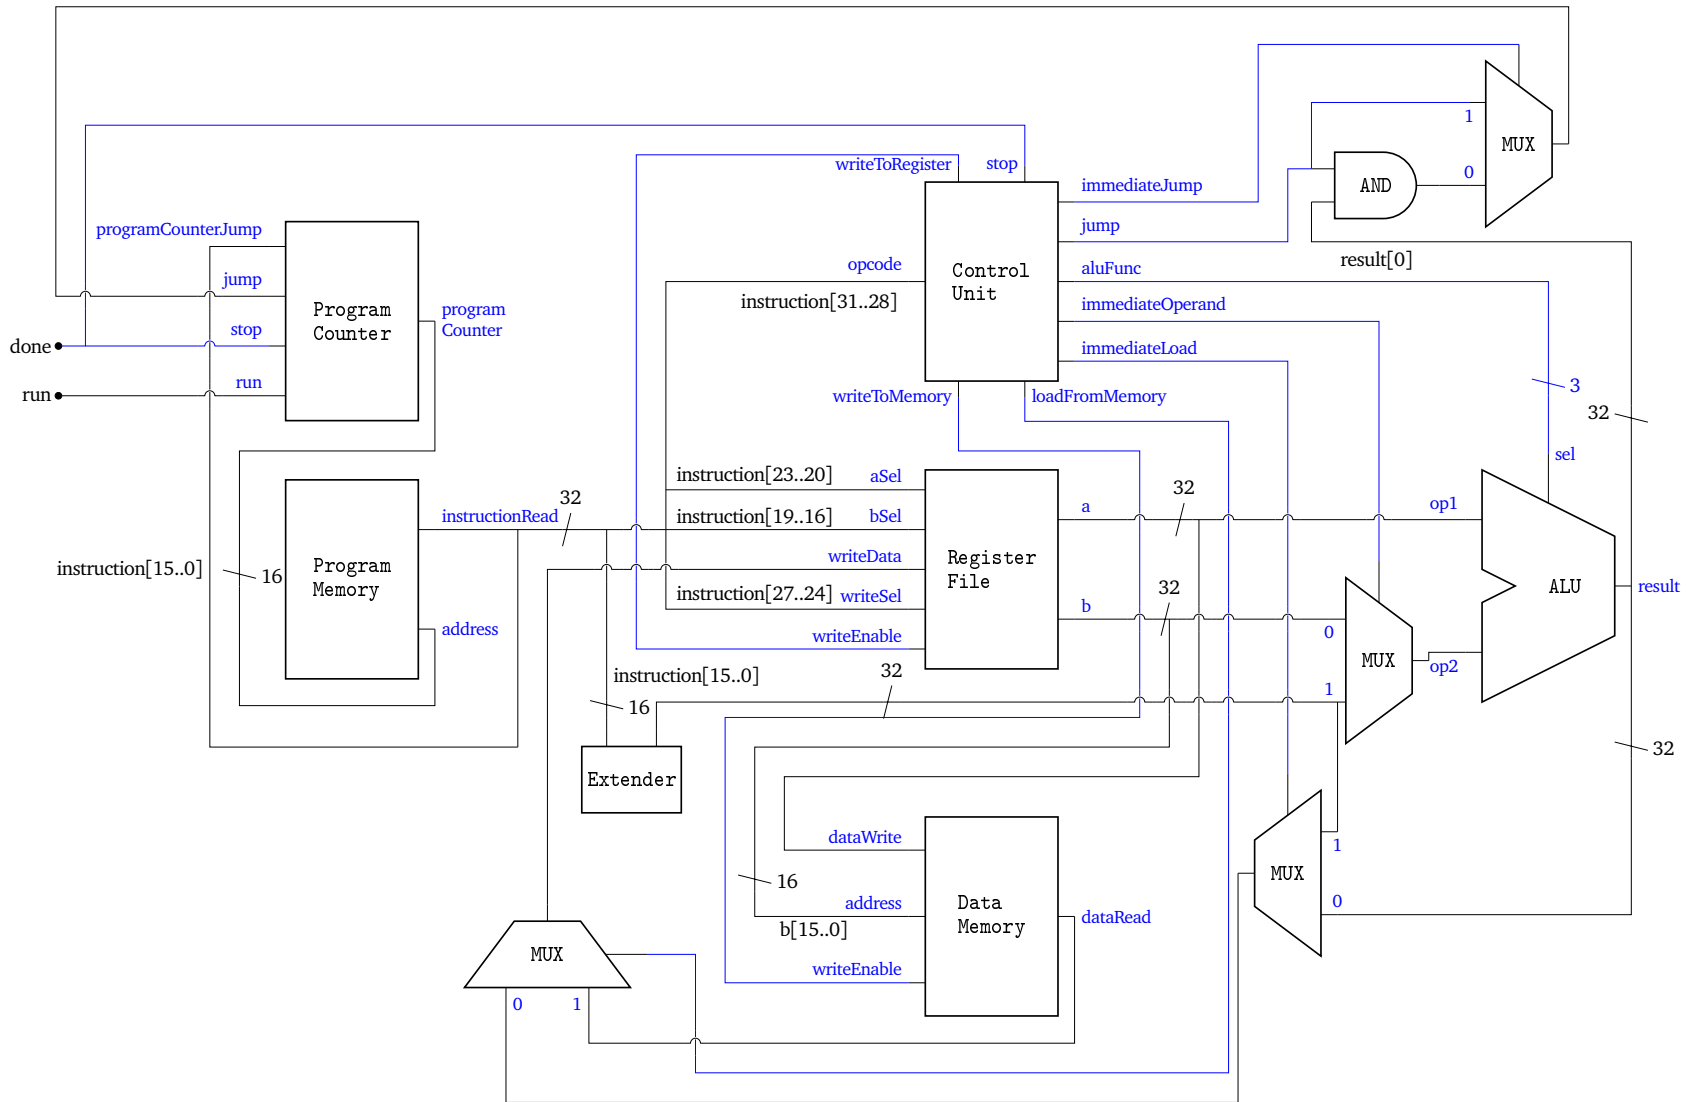 MUX
1
0
AND
result[0]
writeToRegister
stop
immediateJump
jump
aluFunc
immediateOperand
immediateLoad
opcode
instruction[31..28]
Control
Unit
writeToMemory
loadFromMemory
programCounterJump
jump
stop
run
Program
Counter
program
Counter
done
run
3
32
sel
instruction[23..20]
aSel
instruction[19..16]
bSel
writeData
instruction[27..24]
writeSel
writeEnable
Register
File
a
b
32
32
op1
op2
ALU
result
instructionRead
32
Program
Memory
address
instruction[15..0]
16
0
1
MUX
instruction[15..0]
16
32
Extender
32
dataWrite
16
address
b[15..0]
writeEnable
Data
Memory
dataRead
MUX
1
0
MUX
0
1